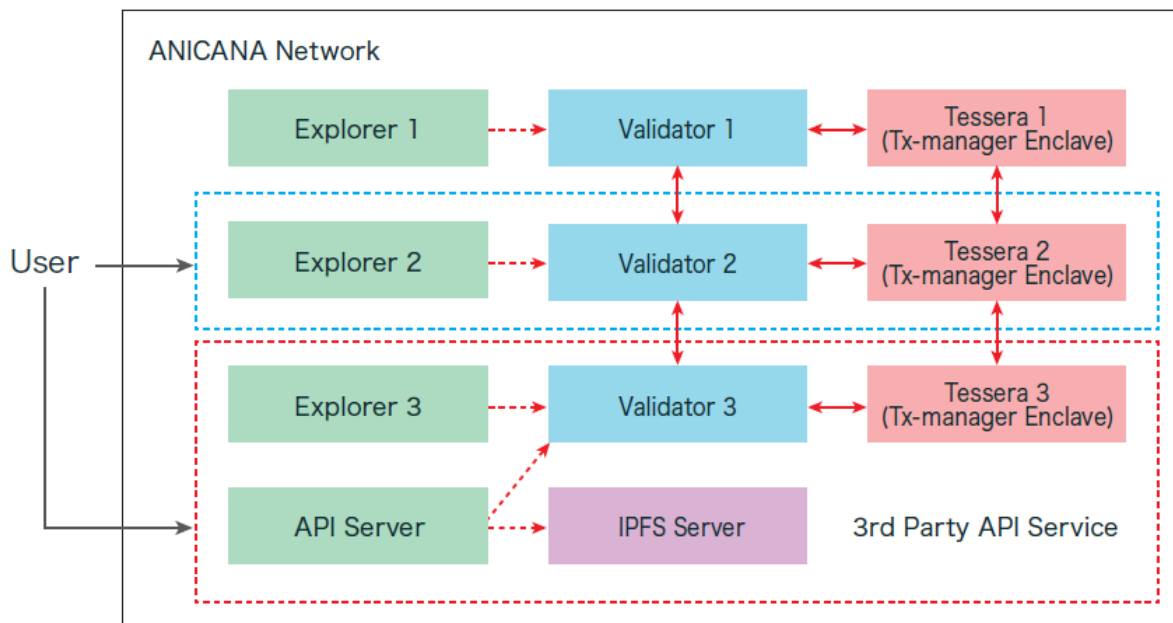 ANICANA Network
Explorer 1
Validator 1
Tessera 1
(Tx-manager Enclave)
User
Explorer 2
Validator 2
Tessera 2
(Tx-manager Enclave)
Explorer 3
Validator 3
Tessera 3
(Tx-manager Enclave)
API Server
IPFS Server
3rd Party API Service